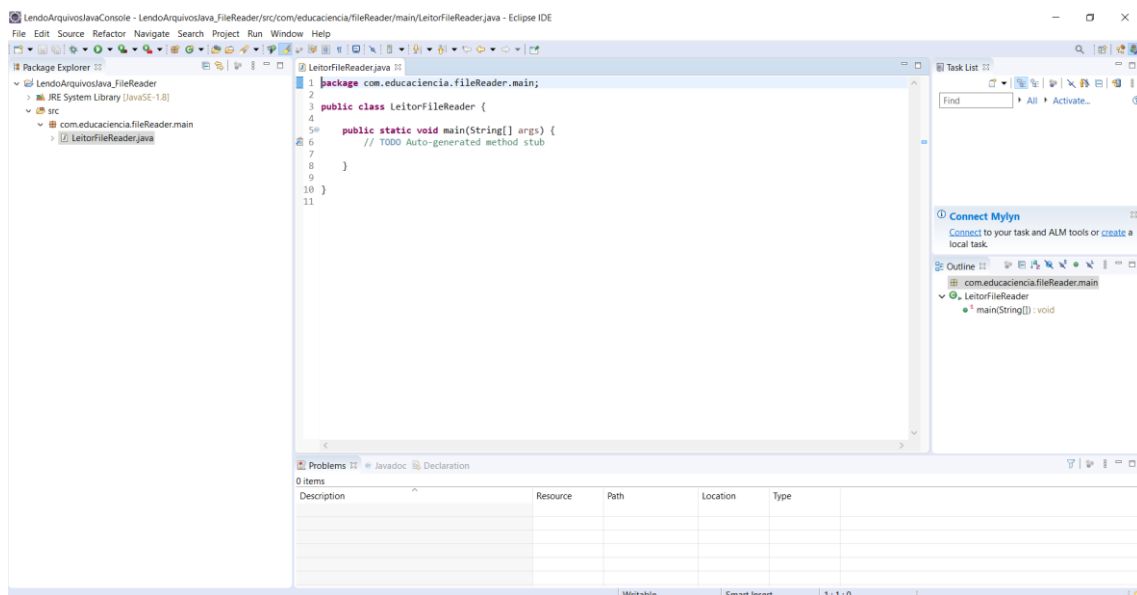 LendoArquivosJavaConsole - LendoArquivosJava_FileReader/src/com/educaciencia/fileReader/main/LeitorFileReader.java - Eclipse IDE
File Edit Source Refactor Navigate Search Project Run Window Help
Package Explorer
LendoArquivosJava_FileReader
JRE System Library [JavaSE-1.8]
src
com.educaciencia.fileReader.main
LeitorFileReader.java
LeitorFileReader.java
1 package com.educaciencia.fileReader.main;
2
3 public class LeitorFileReader {
4
5 public static void main(String[] args) {
6 // TODO Auto-generated method stub
7
8 }
9
10 }
11
Task List
Find All Activate...
Connect Mylyn
Connect to your task and ALM tools or create a
local task.
Outline
com.educaciencia.fileReader.main
LeitorFileReader
main(String[]) : void
Problems Javadoc Declaration
0 items
Description Resource Path Location Type
Writable Smart Insert 1 : 1 : 0